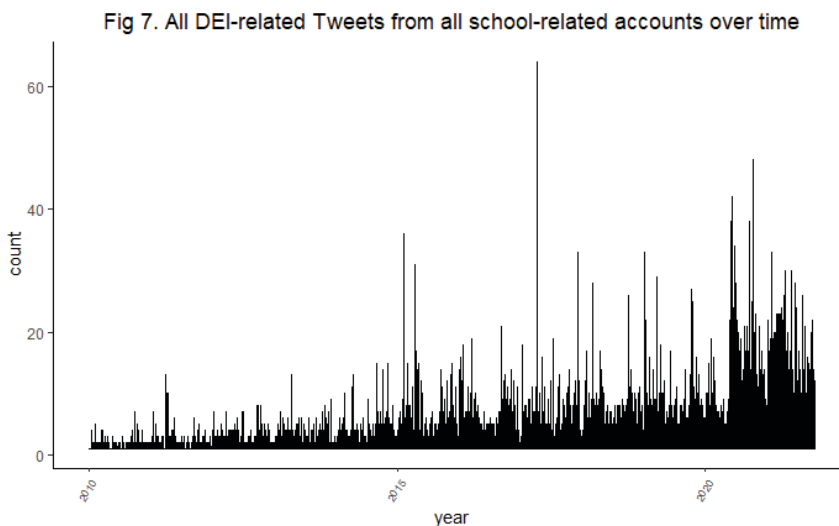 Fig 7. All DEI-related Tweets from all school-related accounts over time
60
40
20
0
count
2010
2015
2020
year